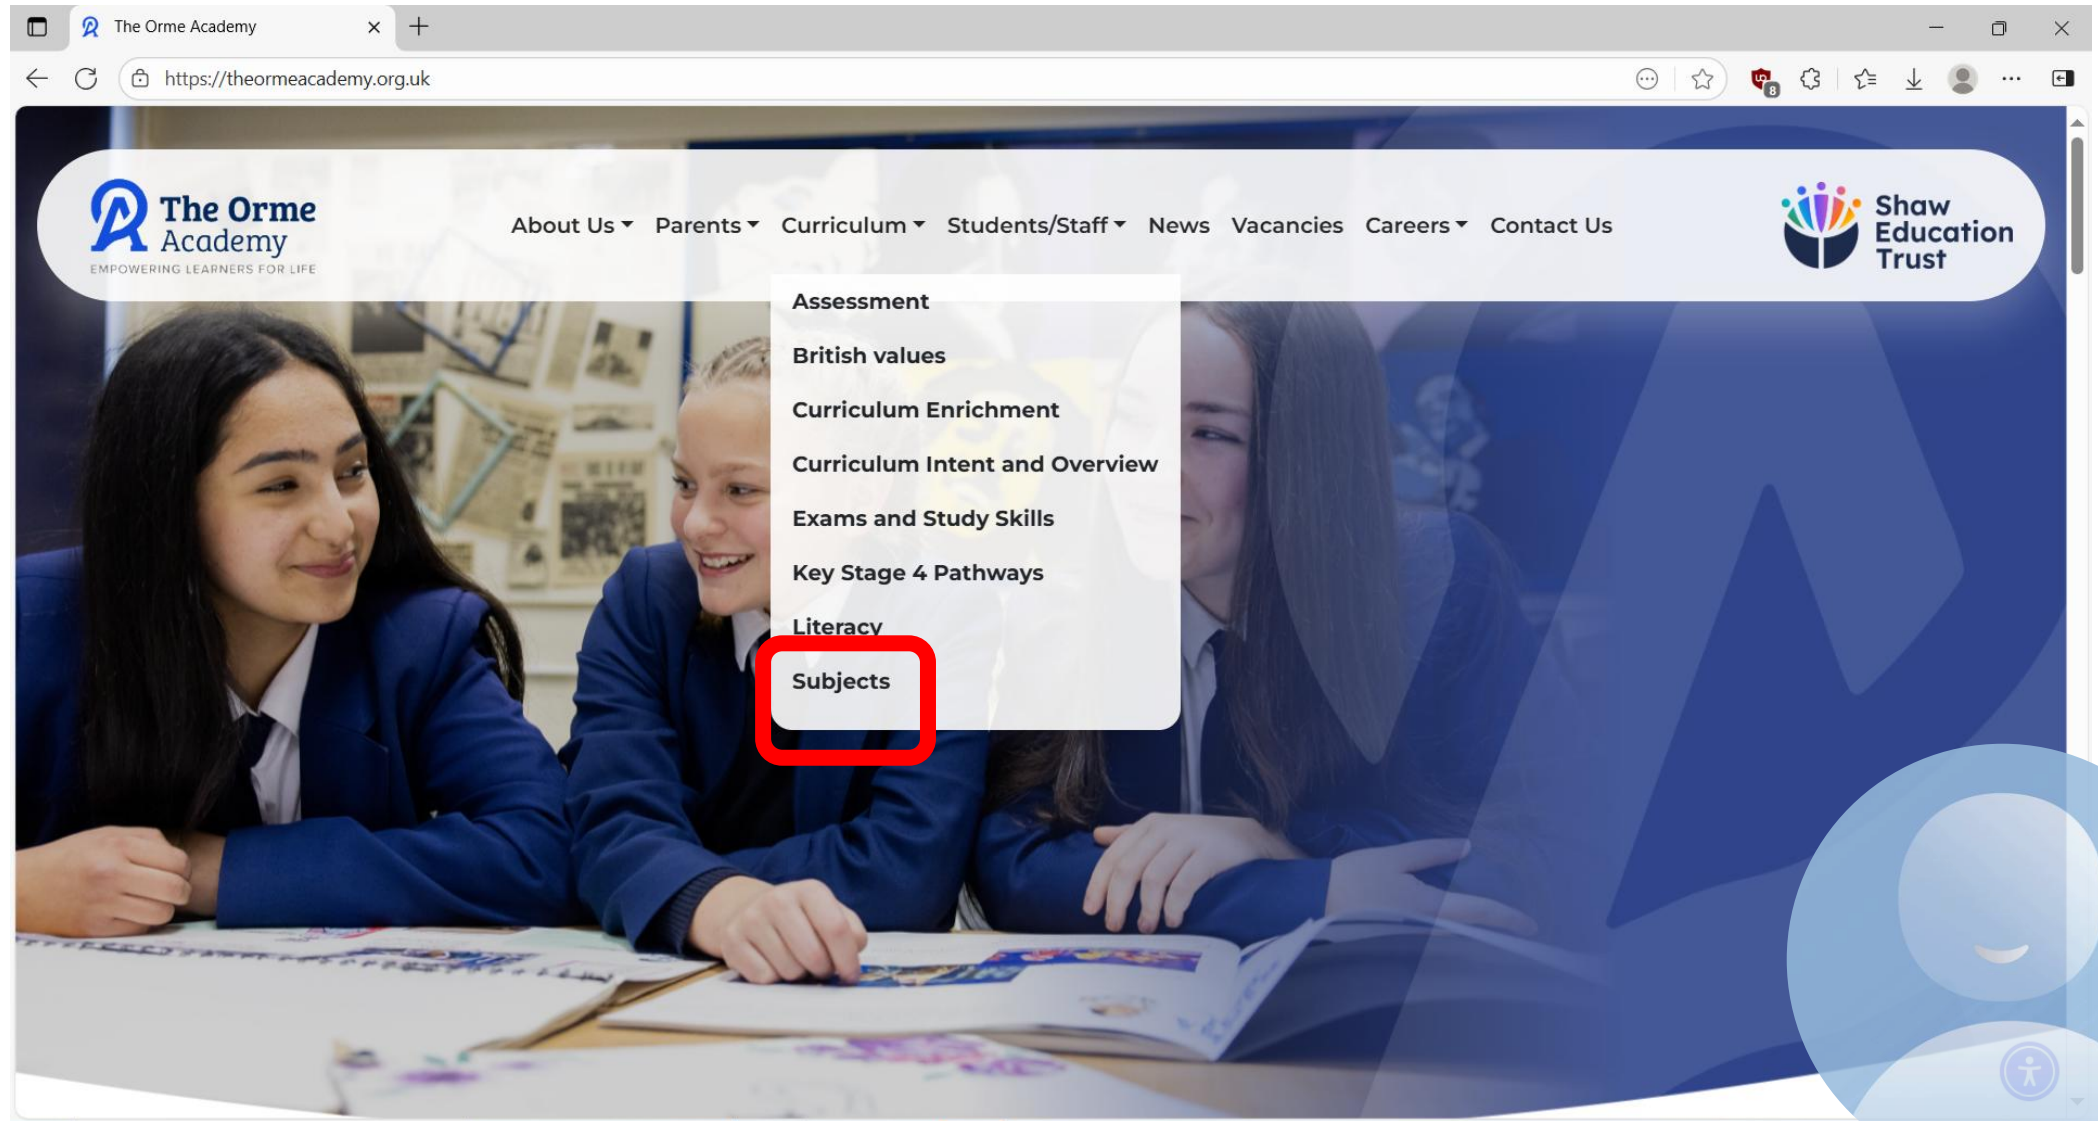 The Orme Academy
https://theormeacademy.org.uk
8
The Orme
Academy
EMPOWERING LEARNERS FOR LIFE
About Us Parents Curriculum Students/Staff News Vacancies Careers Contact Us
Shaw
Education
Trust
Assessment
British values
Curriculum Enrichment
Curriculum Intent and Overview
Exams and Study Skills
Key Stage 4 Pathways
Literacy
Subjects